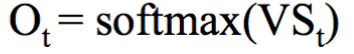 Oₜ = softmax(VSₜ)